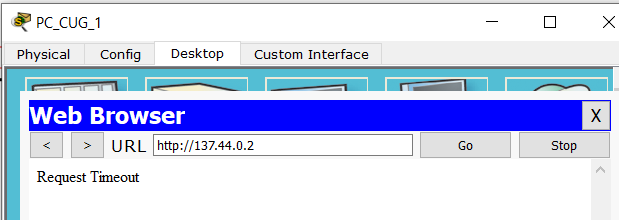 PC_CUG_1
Physical Config Desktop Custom Interface
Web Browser X
< > URL http://137.44.0.2 Go Stop
Request Timeout